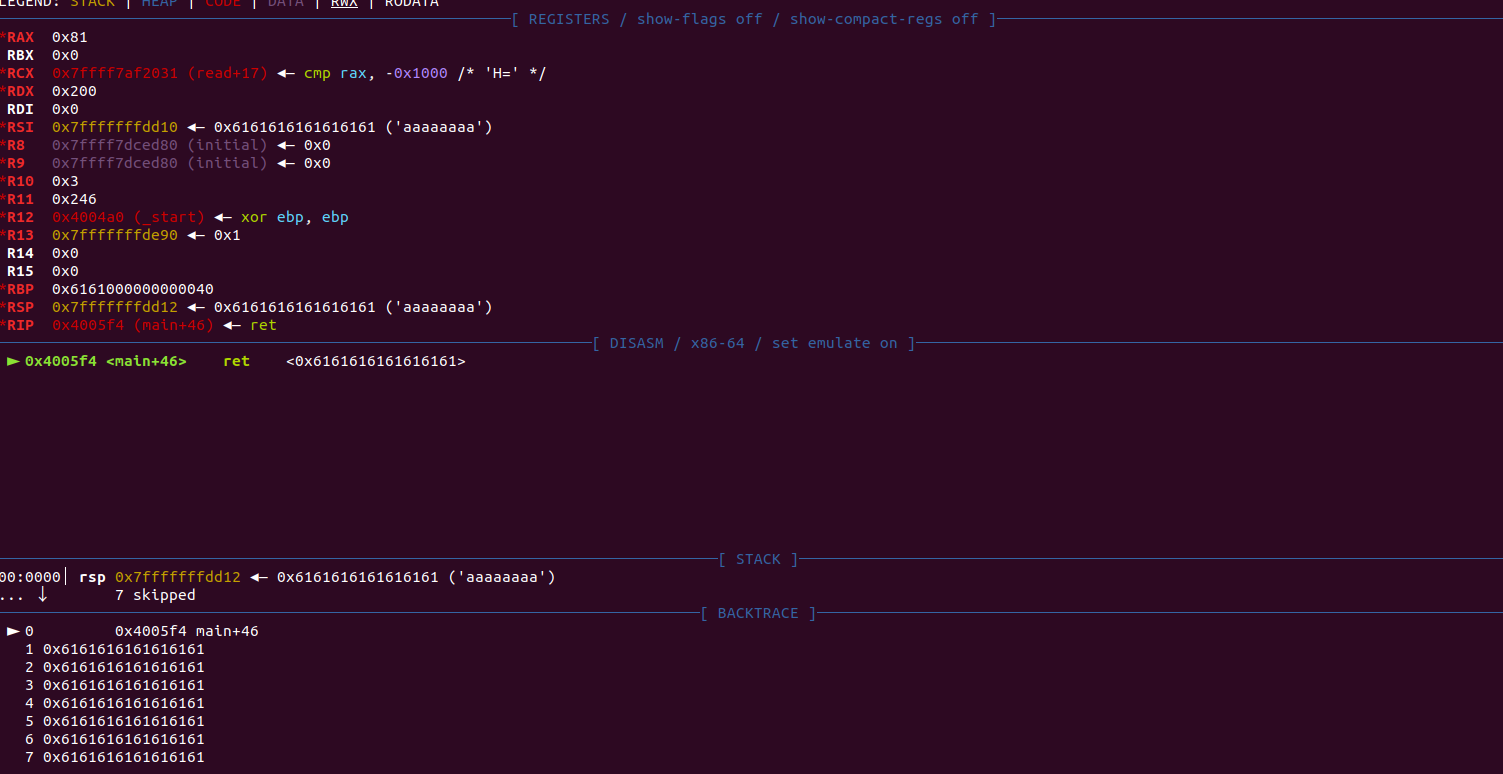 LEGEND: STACK | HEAP | CODE | DATA | RWX | RODATA
[ REGISTERS / show-flags off / show-compact-regs off ]
*RAX  0x81
 RBX  0x0
*RCX  0x7ffff7af2031 (read+17) ◂— cmp rax, -0x1000 /* 'H=' */
*RDX  0x200
 RDI  0x0
*RSI  0x7fffffffdd10 ◂— 0x6161616161616161 ('aaaaaaaa')
*R8   0x7ffff7dced80 (initial) ◂— 0x0
*R9   0x7ffff7dced80 (initial) ◂— 0x0
*R10  0x3
*R11  0x246
*R12  0x4004a0 (_start) ◂— xor ebp, ebp
*R13  0x7fffffffde90 ◂— 0x1
 R14  0x0
 R15  0x0
*RBP  0x6161000000000040
*RSP  0x7fffffffdd12 ◂— 0x6161616161616161 ('aaaaaaaa')
*RIP  0x4005f4 (main+46) ◂— ret
[ DISASM / x86-64 / set emulate on ]
 ► 0x4005f4 <main+46>    ret    <0x6161616161616161>
[ STACK ]
00:0000│ rsp 0x7fffffffdd12 ◂— 0x6161616161616161 ('aaaaaaaa')
... ↓        7 skipped
[ BACKTRACE ]
 ► 0         0x4005f4 main+46
   1 0x6161616161616161
   2 0x6161616161616161
   3 0x6161616161616161
   4 0x6161616161616161
   5 0x6161616161616161
   6 0x6161616161616161
   7 0x6161616161616161